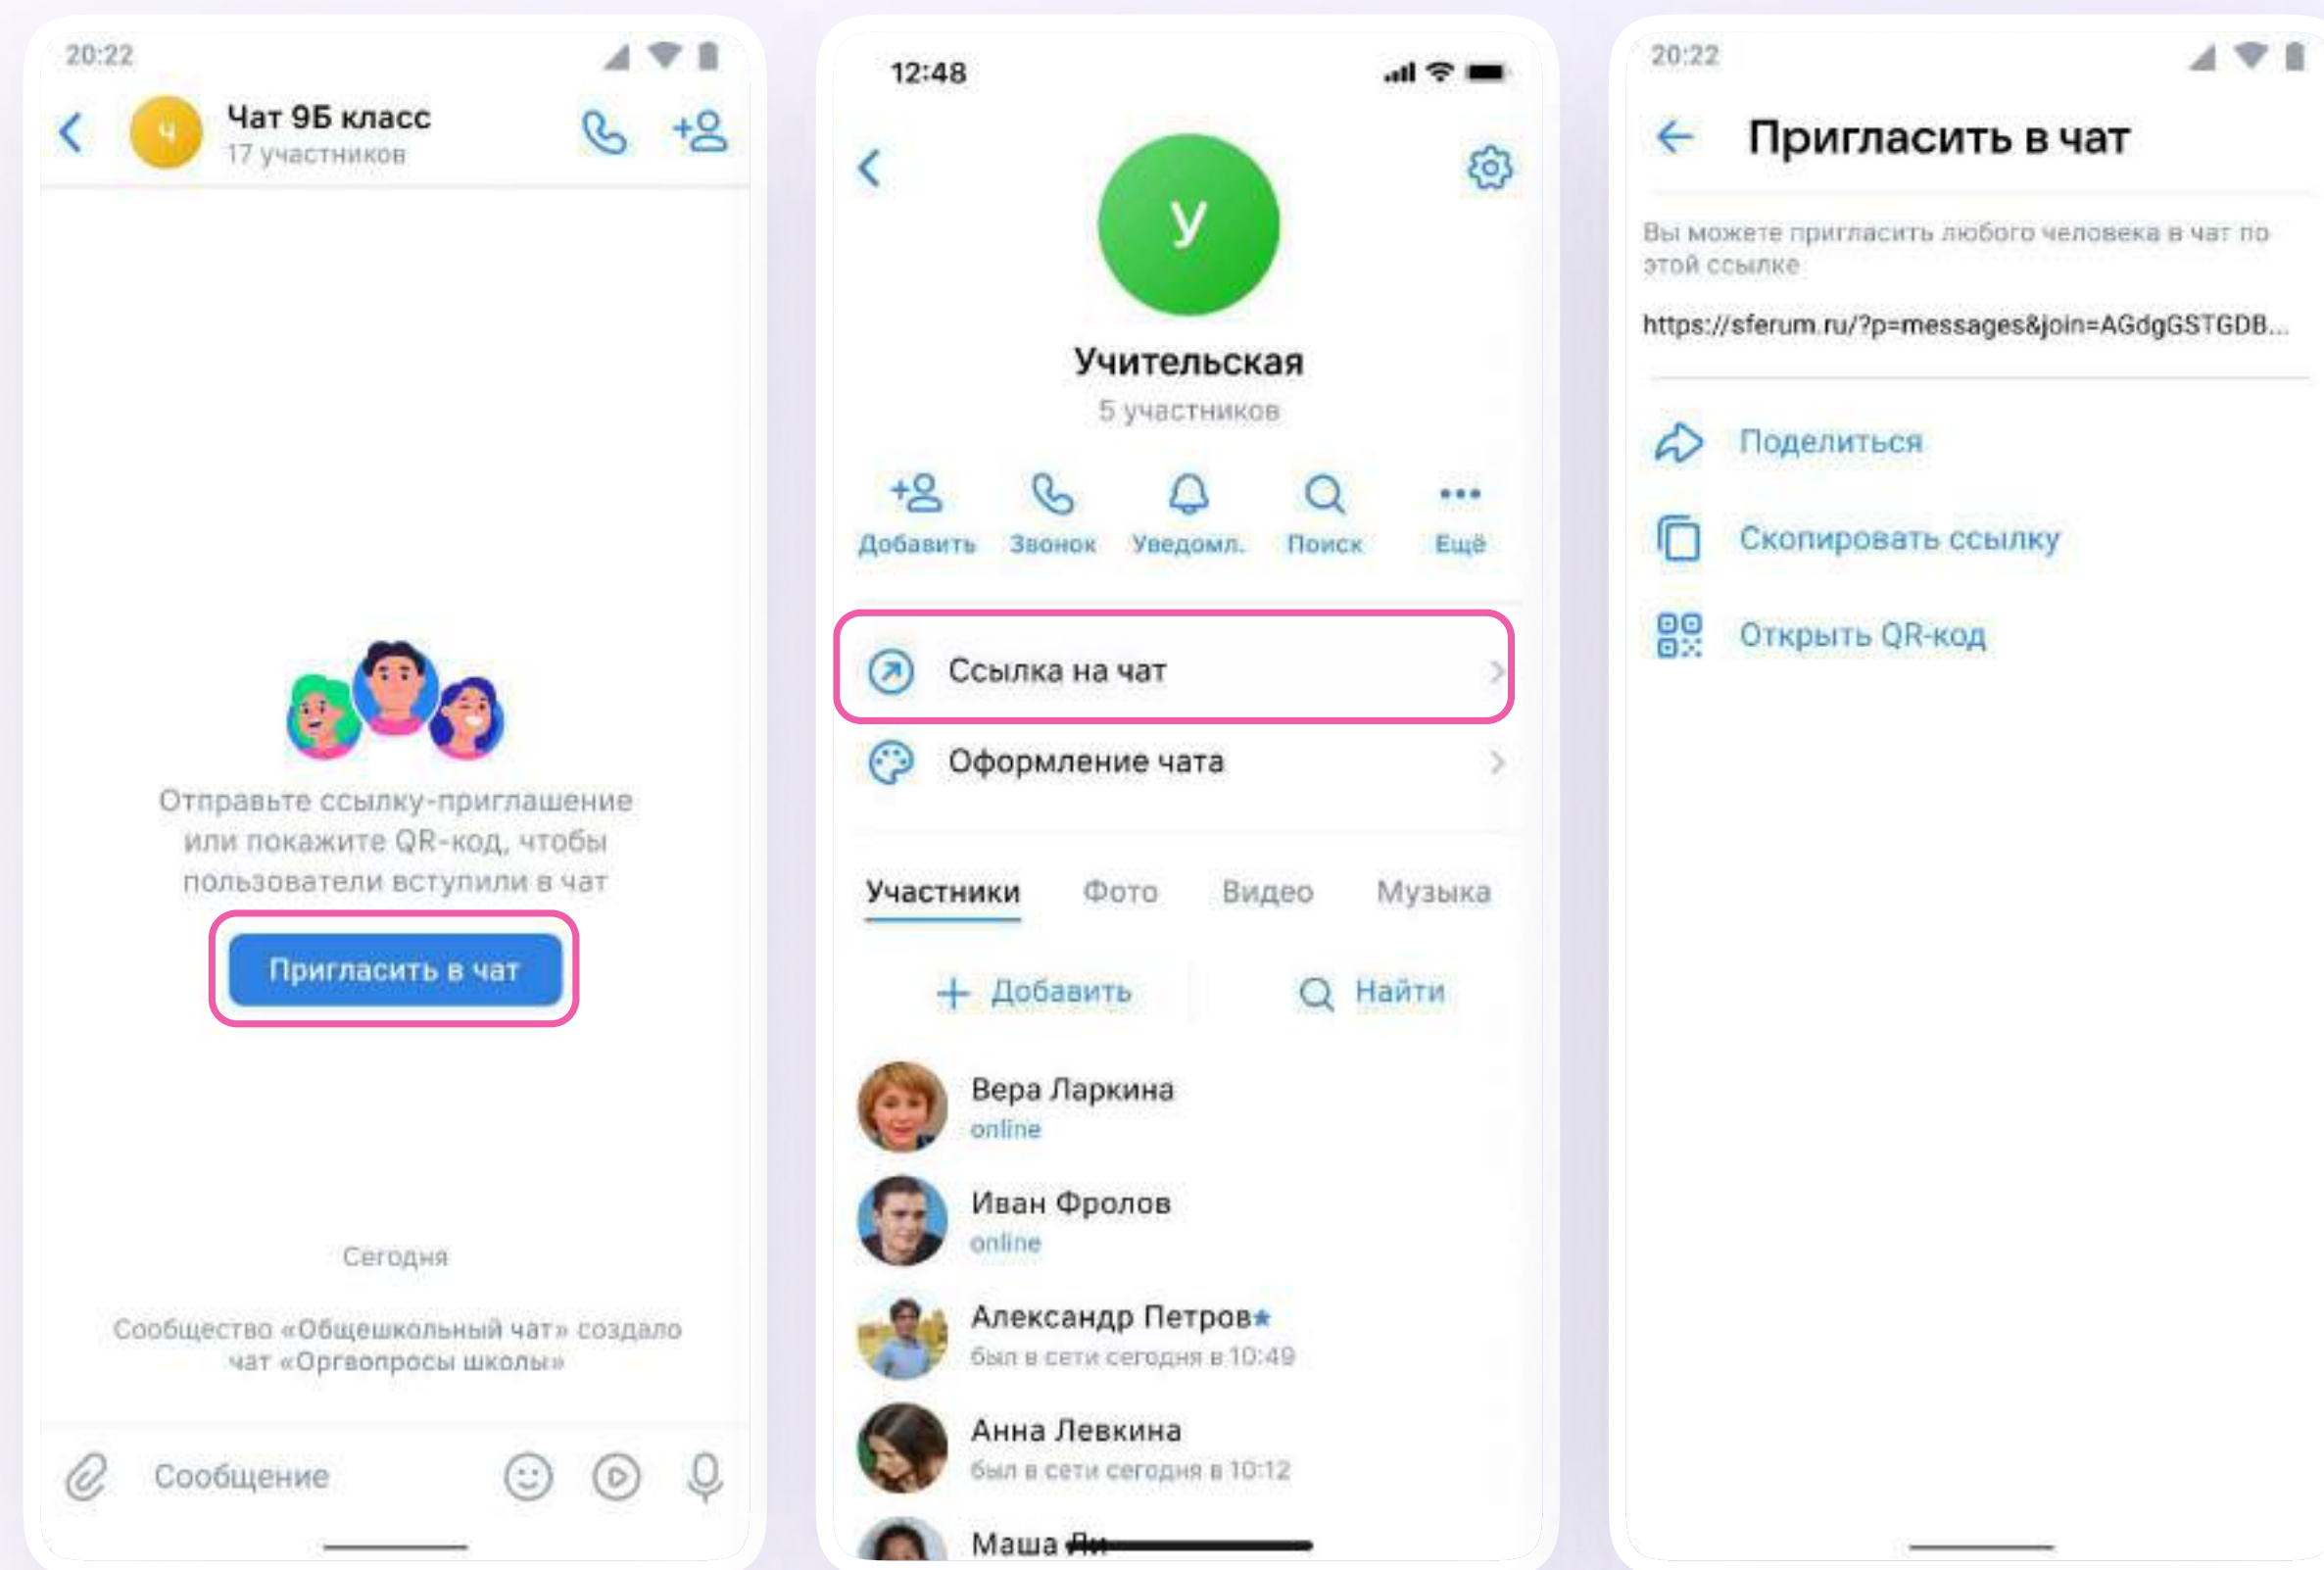 20:22
Чат 9Б класс
17 участников
Ч
Отправьте ссылку-приглашение
или покажите QR-код, чтобы
пользователи вступили в чат
Пригласить в чат
Сегодня
Сообщество «Общешкольный чат» создало
чат «Оргвопросы школы»
Сообщение
12:48
У
Учительская
5 участников
Добавить Звонок Уведомл. Поиск Ещё
Ссылка на чат
Оформление чата
Участники Фото Видео Музыка
Добавить Найти
Вера Ларкина
online
Иван Фролов
online
Александр Петров
был в сети сегодня в 10:49
Анна Левкина
был в сети сегодня в 10:12
Маша Ли
20:22
Пригласить в чат
Вы можете пригласить любого человека в чат по
этой ссылке
https://sferum.ru/?p=messages&join=AGdgGSTGDB...
Поделиться
Скопировать ссылку
Открыть QR-код